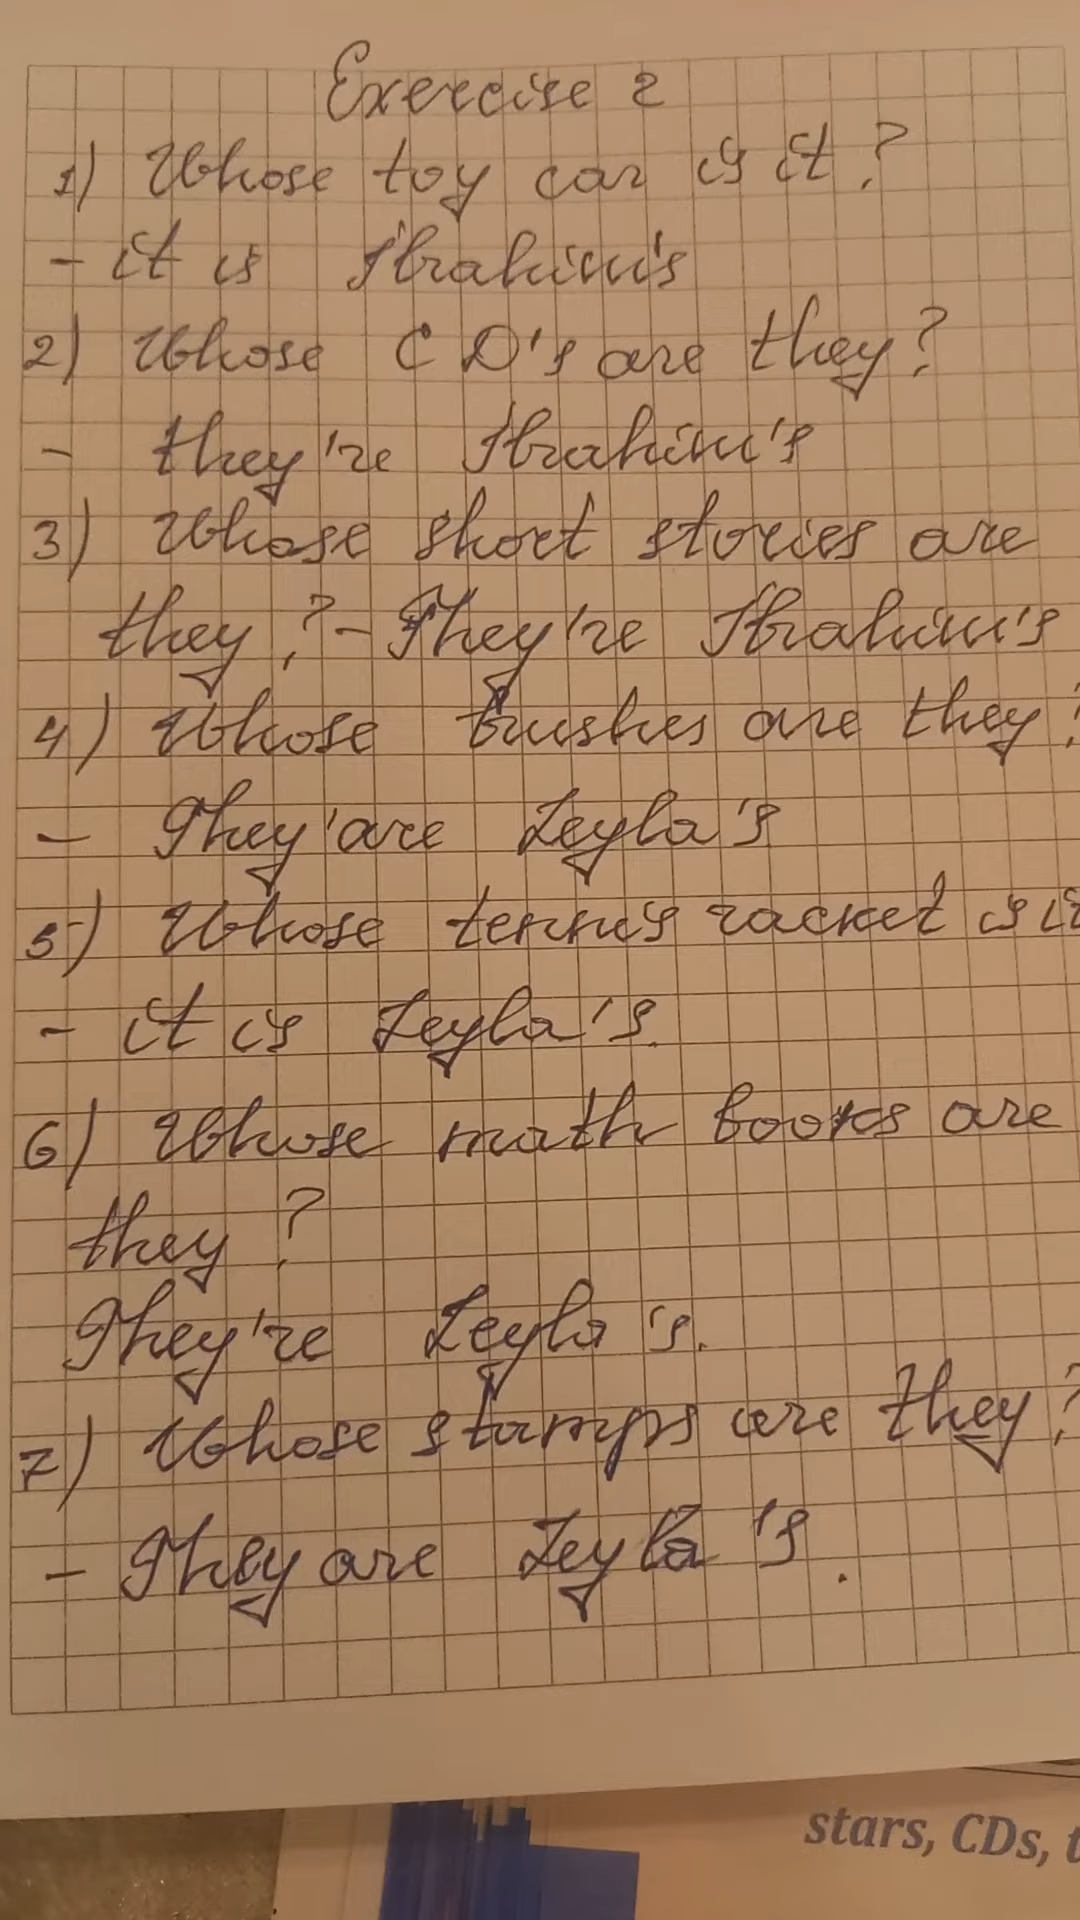 Exercise 2
1) Whose toy car is it?
- it is Ibrahim's
2) Whose CD's are they?
- they're Ibrahim's
3) Whose short stories are
they? - They're Ibrahim's
4) Whose brushes are they?
- They'are Leyla's
5) Whose tennis racket is it
- it is Leyla's.
6) Whose math books are
they?
They're Leyla's.
7) Whose stamps are they?
- They are Leyla's.
stars, CDs, t